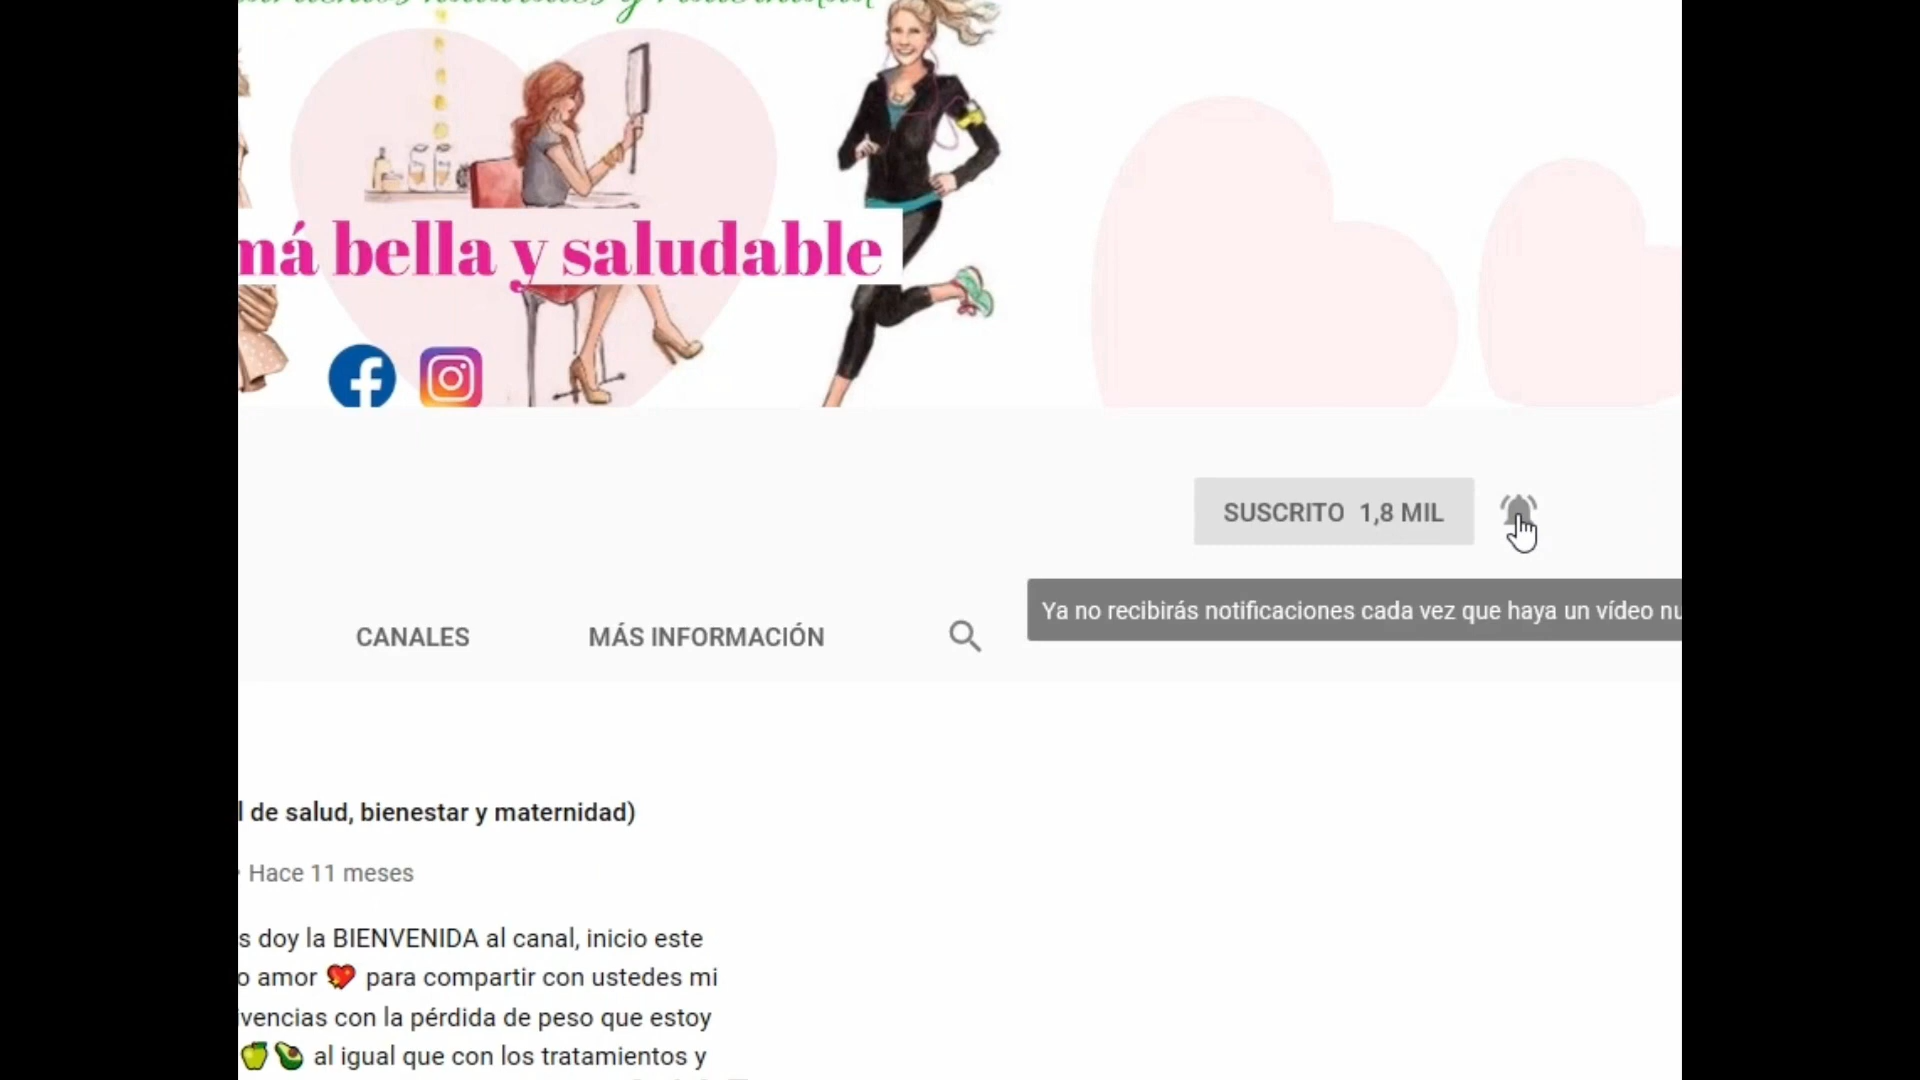 y Maternidad
má bella y saludable
SUSCRITO 1,8 MIL
Ya no recibirás notificaciones cada vez que haya un vídeo nu
CANALES MÁS INFORMACIÓN
l de salud, bienestar y maternidad)
• Hace 11 meses
s doy la BIENVENIDA al canal, inicio este
o amor 💖 para compartir con ustedes mi
vencias con la pérdida de peso que estoy
🍏🥑 al igual que con los tratamientos y